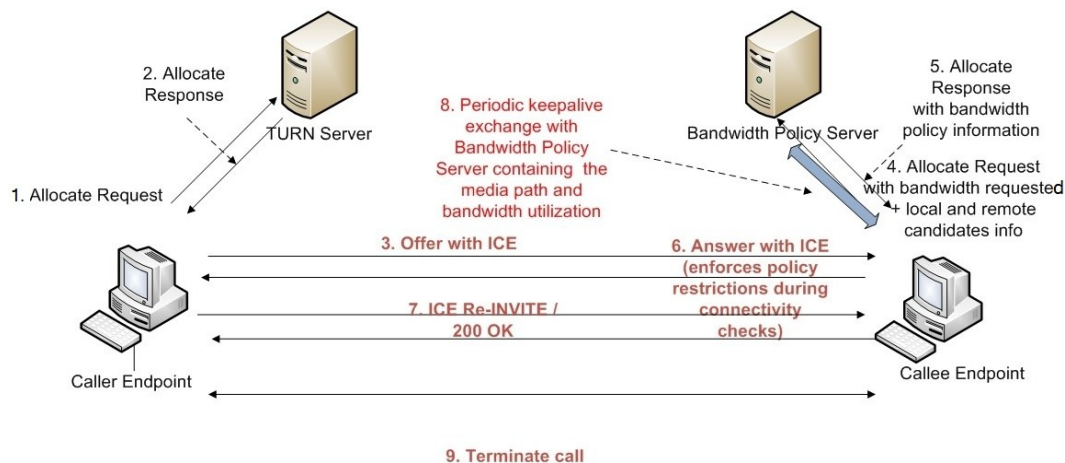 2. Allocate
Response
TURN Server
1. Allocate Request
8. Periodic keepalive
exchange with
Bandwidth Policy
Server containing the
media path and
bandwidth utilization
Bandwidth Policy Server
5. Allocate
Response
with bandwidth
policy information
4. Allocate Request
with bandwidth requested
+ local and remote
candidates info
3. Offer with ICE
6. Answer with ICE
(enforces policy
restrictions during
connectivity
checks)
7. ICE Re-INVITE /
200 OK
Caller Endpoint
Callee Endpoint
9. Terminate call